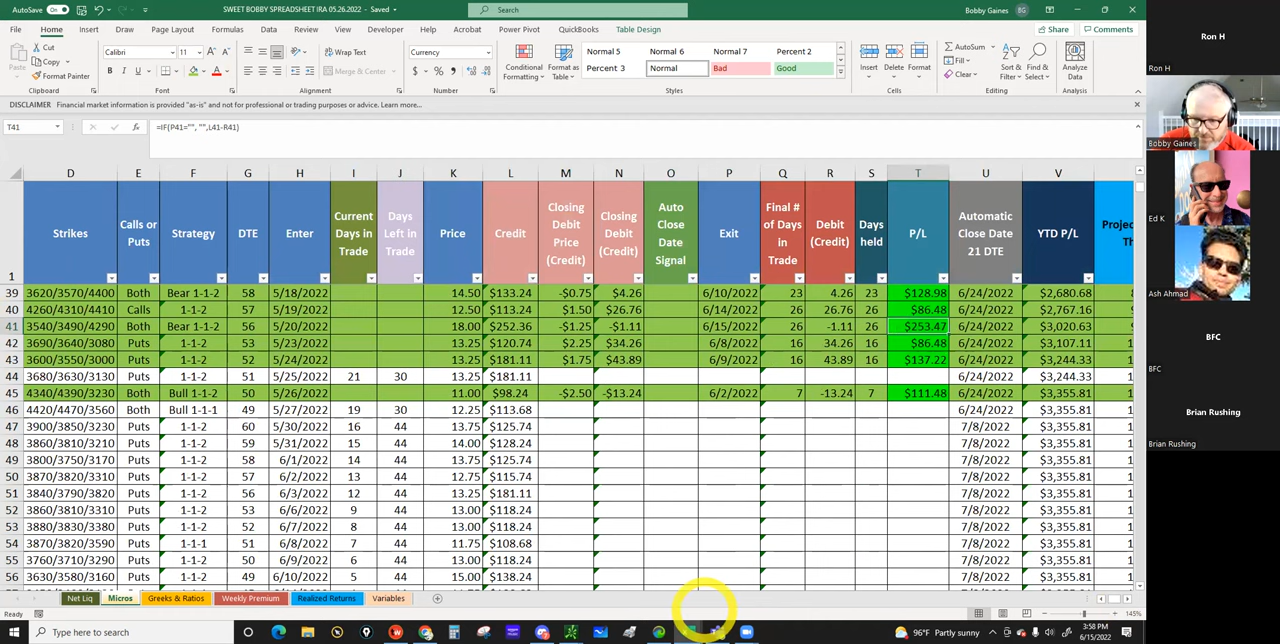 AutoSave On SWEET BOBBY SPREADSHEET IRA 05.26.2022 - Saved Search Bobby Gaines BG
File Home Insert Draw Page Layout Formulas Data Review View Developer Help Acrobat Power Pivot QuickBooks Table Design Share Comments
Cut Copy Format Painter Paste Calibri 11 Wrap Text Merge & Center Currency Conditional Formatting Format as Table Normal 5 Normal 6 Normal 7 Percent 2 Percent 3 Normal Bad Good Insert Delete Format AutoSum Fill Clear Sort & Filter Find & Select Analyze Data
Clipboard Font Alignment Number Styles Cells Editing Analysis
DISCLAIMER Financial market information is provided "as-is" and not for professional or trading purposes or advice. Learn more...
T41 fx =IF(P41="", "",L41-R41)
D E F G H I J K L M N O P Q R S T U V
1 Strikes Calls or Puts Strategy DTE Enter Current Days in Trade Days Left in Trade Price Credit Closing Debit Price (Credit) Closing Debit (Credit) Auto Close Date Signal Exit Final # of Days in Trade Debit (Credit) Days held P/L Automatic Close Date 21 DTE YTD P/L
39 3620/3570/4400 Both Bear 1-1-2 58 5/18/2022 14.50 $133.24 -$0.75 $4.26 6/10/2022 23 4.26 23 $128.98 6/24/2022 $2,680.68
40 4260/4310/4410 Calls 1-1-2 57 5/19/2022 12.50 $113.24 $1.50 $26.76 6/14/2022 26 26.76 26 $86.48 6/24/2022 $2,767.16
41 3540/3490/4290 Both Bear 1-1-2 56 5/20/2022 18.00 $252.36 -$1.25 -$1.11 6/15/2022 26 -1.11 26 $253.47 6/24/2022 $3,020.63
42 3690/3640/3080 Puts 1-1-2 53 5/23/2022 13.00 $120.74 $2.25 $34.26 6/8/2022 16 34.26 16 $86.48 6/24/2022 $3,107.11
43 3600/3550/3000 Puts 1-1-2 52 5/24/2022 13.25 $181.11 $1.75 $43.89 6/9/2022 16 43.89 16 $137.22 6/24/2022 $3,244.33
44 3680/3630/3130 Puts 1-1-2 51 5/25/2022 21 30 13.25 $181.11 6/24/2022 $3,244.33
45 4340/4390/3190 Both Bull 1-1-2 50 5/26/2022 11.00 $98.24 -$2.50 -$13.24 6/2/2022 7 -13.24 7 $111.48 6/24/2022 $3,355.81
46 4420/4470/3560 Both Bull 1-1-1 49 5/27/2022 19 30 12.25 $113.68 6/24/2022 $3,355.81
47 3900/3850/3230 Puts 1-1-2 60 5/30/2022 16 44 13.75 $125.74 7/8/2022 $3,355.81
48 3860/3810/3210 Puts 1-1-2 59 5/31/2022 15 44 14.00 $128.24 7/8/2022 $3,355.81
49 3800/3750/3170 Puts 1-1-2 58 6/1/2022 14 44 13.75 $125.74 7/8/2022 $3,355.81
50 3870/3820/3310 Puts 1-1-2 57 6/2/2022 13 44 12.75 $115.74 7/8/2022 $3,355.81
51 3840/3790/3820 Puts 1-1-2 56 6/3/2022 12 44 13.25 $181.11 7/8/2022 $3,355.81
52 3860/3810/3310 Puts 1-1-2 53 6/6/2022 9 44 13.00 $118.24 7/8/2022 $3,355.81
53 3880/3830/3380 Puts 1-1-2 52 6/7/2022 8 44 13.00 $118.24 7/8/2022 $3,355.81
54 3870/3820/3590 Puts 1-1-1 51 6/8/2022 7 44 11.75 $108.68 7/8/2022 $3,355.81
55 3760/3710/3290 Puts 1-1-2 50 6/9/2022 6 44 13.00 $118.24 7/8/2022 $3,355.81
56 3630/3580/3160 Puts 1-1-2 49 6/10/2022 5 44 15.00 $138.24 7/8/2022 $3,355.81
Net Liq Micros Greeks & Ratios Weekly Premium Realized Returns Variables
Ready 145%
Type here to search 96°F Partly sunny 3:58 PM 6/15/2022
Ron H
Ron H
Bobby Gaines
Ed K
Ash Ahmad
BFC
BFC
Brian Rushing
Brian Rushing